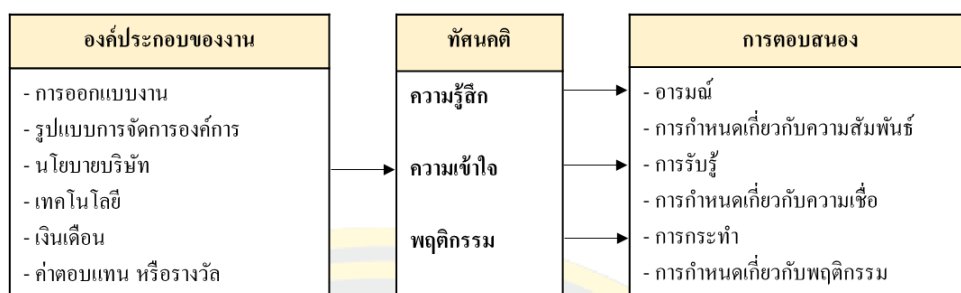 องค์ประกอบของงาน
- การออกแบบงาน
- รูปแบบการจัดการองค์การ
- นโยบายบริษัท
- เทคโนโลยี
- เงินเดือน
- ค่าตอบแทน หรือรางวัล
ทัศนคติ
ความรู้สึก
ความเข้าใจ
พฤติกรรม
การตอบสนอง
- อารมณ์
- การกำหนดเกี่ยวกับความสัมพันธ์
- การรับรู้
- การกำหนดเกี่ยวกับความเชื่อ
- การกระทำ
- การกำหนดเกี่ยวกับพฤติกรรม